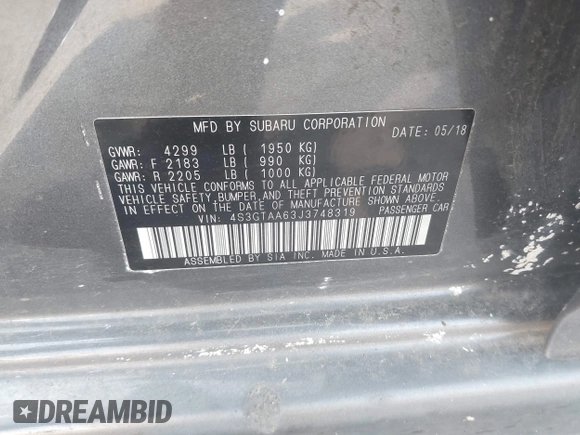 MFD BY SUBARU CORPORATION DATE: 05/18
GVWR: 4299 LB ( 1950 KG)
GAWR: F 2183 LB ( 990 KG)
GAWR: R 2205 LB ( 1000 KG)
THIS VEHICLE CONFORMS TO ALL APPLICABLE FEDERAL MOTOR
VEHICLE SAFETY, BUMPER, AND THEFT PREVENTION STANDARDS
IN EFFECT ON THE DATE OF MANUFACTURE SHOWN ABOVE.
VIN: 4S3GTAA63J3748319 PASSENGER CAR
ASSEMBLED BY SIA INC. MADE IN U.S.A.
DREAMBID